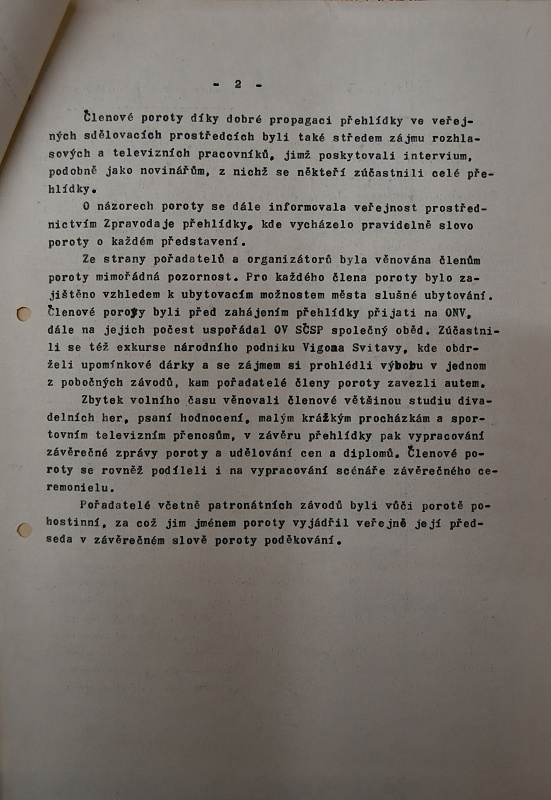 - 2 -
Členové poroty díky dobré propagaci přehlídky ve veřej-
ných sdělovacích prostředcích byli také středem zájmu rozhla-
sových a televizních pracovníků, jimž poskytovali intervium,
podobně jako novinářům, z nichž se někteří zúčastnili celé pře-
hlídky.
O názorech poroty se dále informovala veřejnost prostřed-
nictvím Zpravodaje přehlídky, kde vycházelo pravidelně slovo
poroty o každém představení.
Ze strany pořadatelů a organizátorů byla věnována členům
poroty mimořádná pozornost. Pro každého člena poroty bylo za-
jištěno vzhledem k ubytovacím možnostem města slušné ubytování.
Členové poroty byli před zahájením přehlídky přijati na ONV,
dále na jejich počest uspořádal OV SČSP společný oběd. Zúčastni-
li se též exkurse národního podniku Vigona Svitavy, kde obdr-
želi upomínkové dárky a se zájmem si prohlédli výbobu v jednom
z pobočných závodů, kam pořadatelé členy poroty zavezli autem.
Zbytek volního času věnovali členové většinou studiu diva-
delních her, psaní hodnocení, malým krážkým procházkám a spor-
tovním televizním přenosům, v závěru přehlídky pak vypracování
závěrečné zprávy poroty a udělování cen a diplomů. Členové po-
roty se rovněž podíleli i na vypracování scénáře závěrečného ce-
remonielu.
Pořadatelé včetně patronátních závodů byli vůči porotě po-
hostinní, za což jim jménem poroty vyjádřil veřejně její před-
seda v závěrečném slově poroty poděkování.